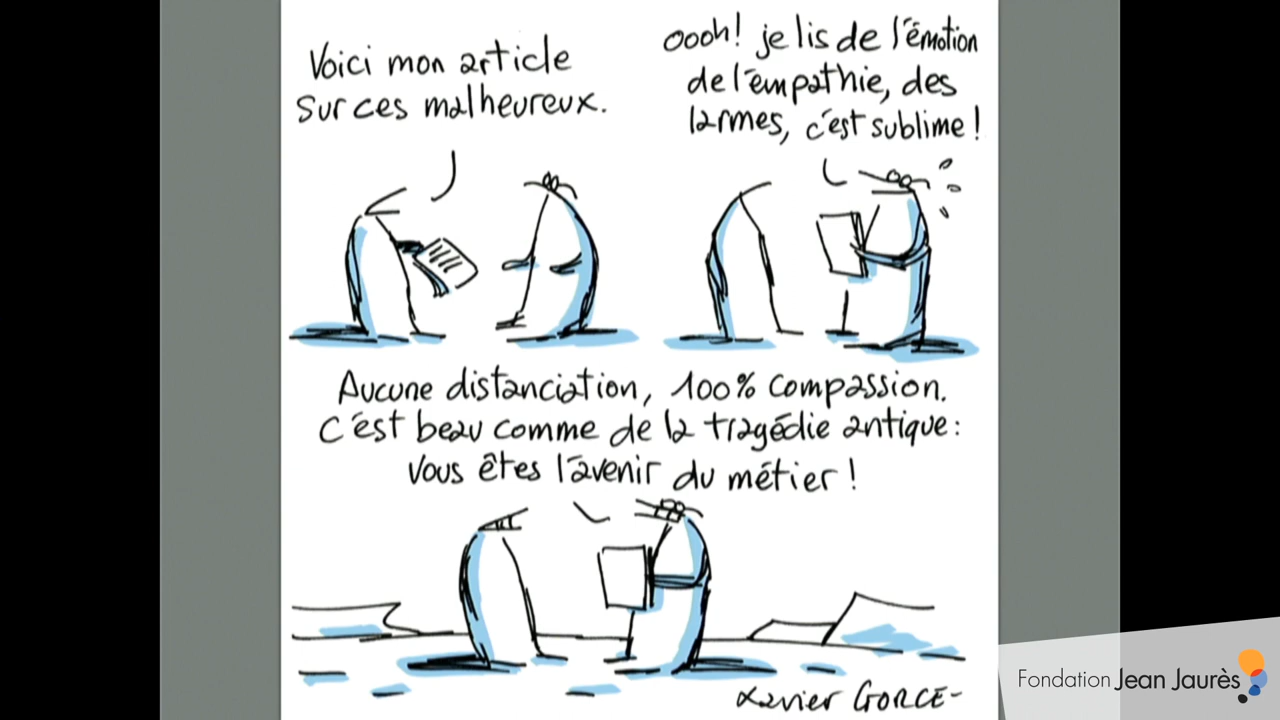 Voici mon article
sur ces malheureux.
oooh! je lis de l'émotion
de l'empathie, des
larmes, c'est sublime !
Aucune distanciation, 100% compassion.
C'est beau comme de la tragédie antique :
vous êtes l'avenir du métier !
Xavier GORCE-
Fondation Jean Jaurès